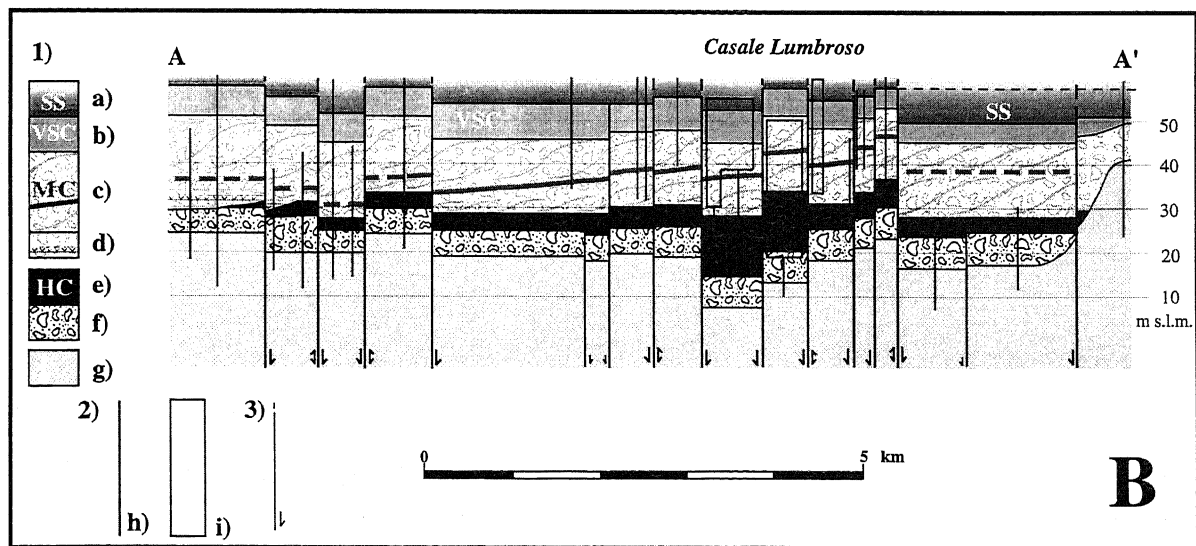 1)
A
Casale Lumbroso
A'
SS a)
VSC b)
MC c)
d)
HC e)
f)
g)
VSC
SS
50
40
30
20
10
m s.l.m.
2)
h)
i)
3)
0 5 km
B